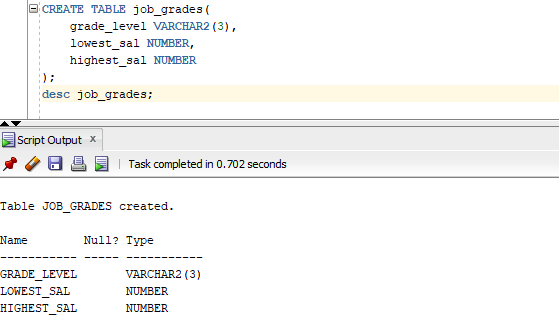 CREATE TABLE job_grades(
    grade_level VARCHAR2(3),
    lowest_sal NUMBER,
    highest_sal NUMBER
);
desc job_grades;
Script Output x
Task completed in 0.702 seconds
Table JOB_GRADES created.
Name        Null? Type
----------- ----- -----------
GRADE_LEVEL       VARCHAR2(3)
LOWEST_SAL        NUMBER
HIGHEST_SAL       NUMBER